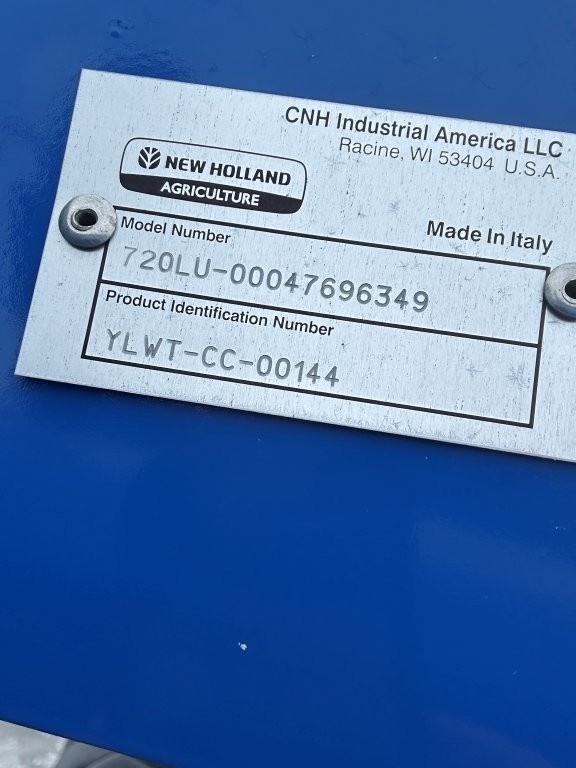 CNH Industrial America LLC
Racine, WI 53404 U.S.A.
NEW HOLLAND
AGRICULTURE
Made In Italy
Model Number
720LU-00047696349
Product Identification Number
YLWT-CC-00144